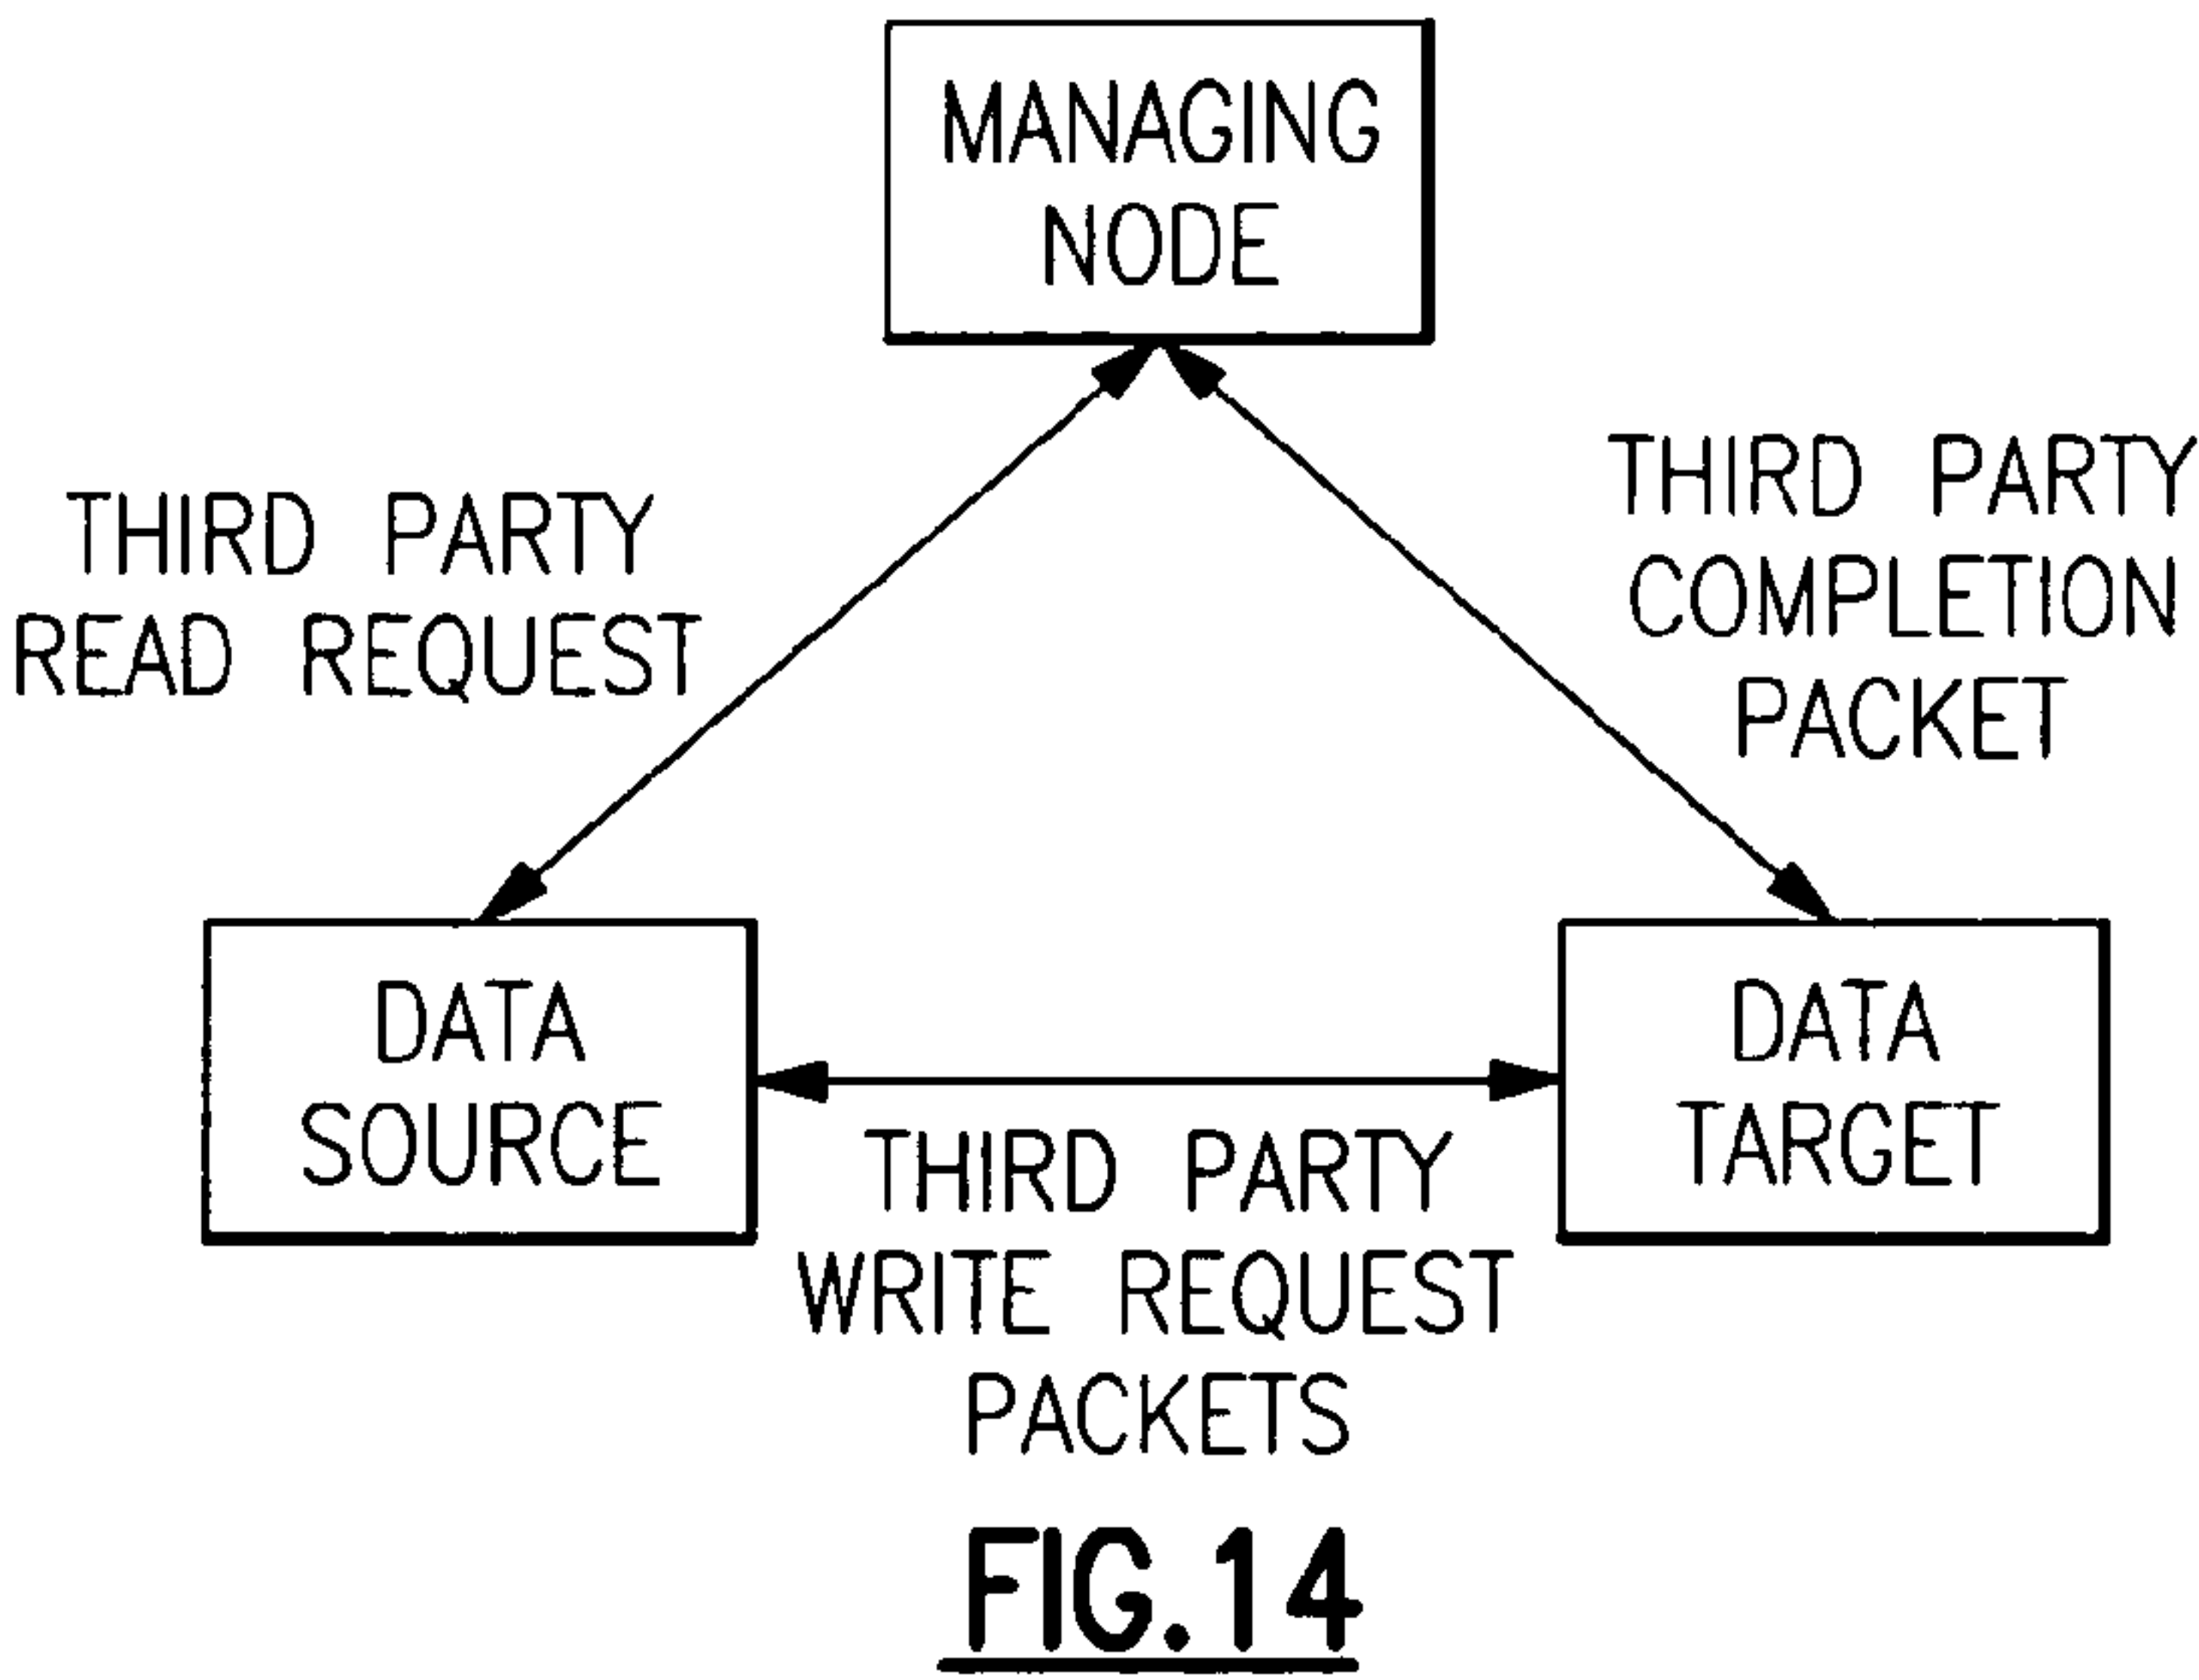 MANAGING
NODE
THIRD PARTY
READ REQUEST
THIRD PARTY
COMPLETION
PACKET
DATA
SOURCE
DATA
TARGET
THIRD PARTY
WRITE REQUEST
PACKETS
FIG.14